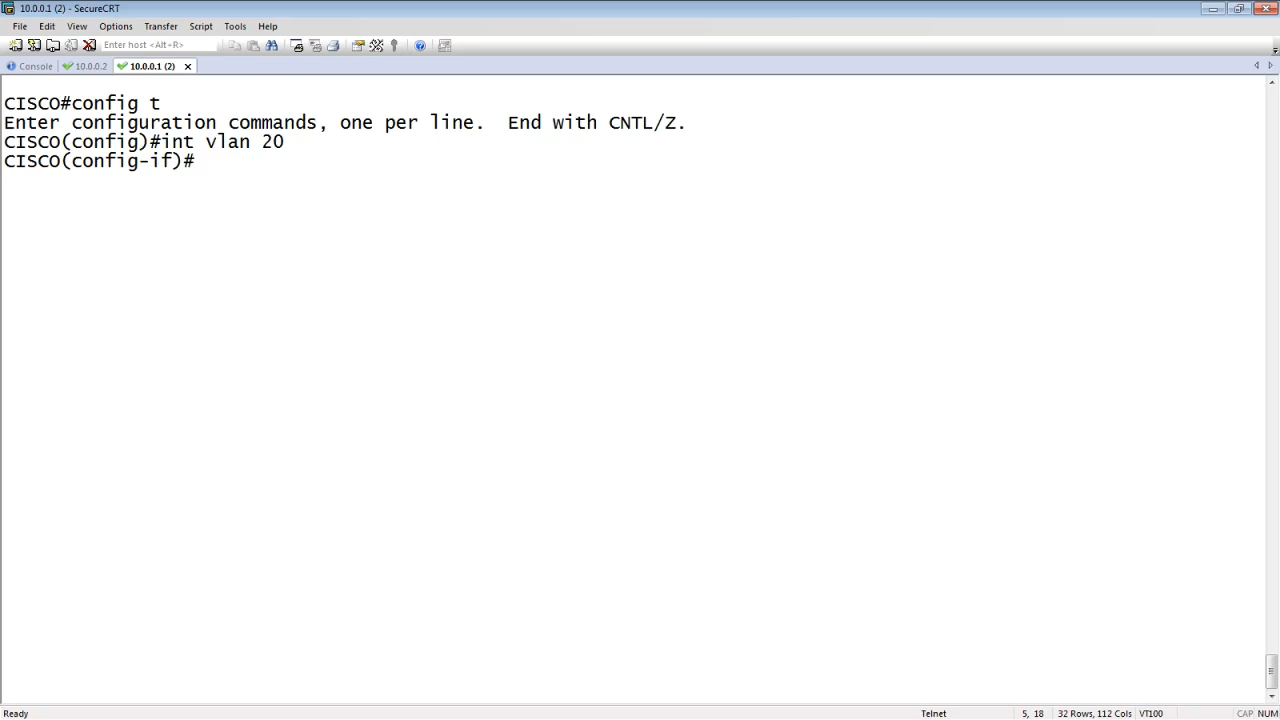 10.0.0.1 (2) - SecureCRT
File Edit View Options Transfer Script Tools Help
Enter host <Alt+R>
Console 10.0.0.2 10.0.0.1 (2)
CISCO#config t
Enter configuration commands, one per line.  End with CNTL/Z.
CISCO(config)#int vlan 20
CISCO(config-if)#
Ready Telnet 5, 18 32 Rows, 112 Cols VT100 CAP NUM